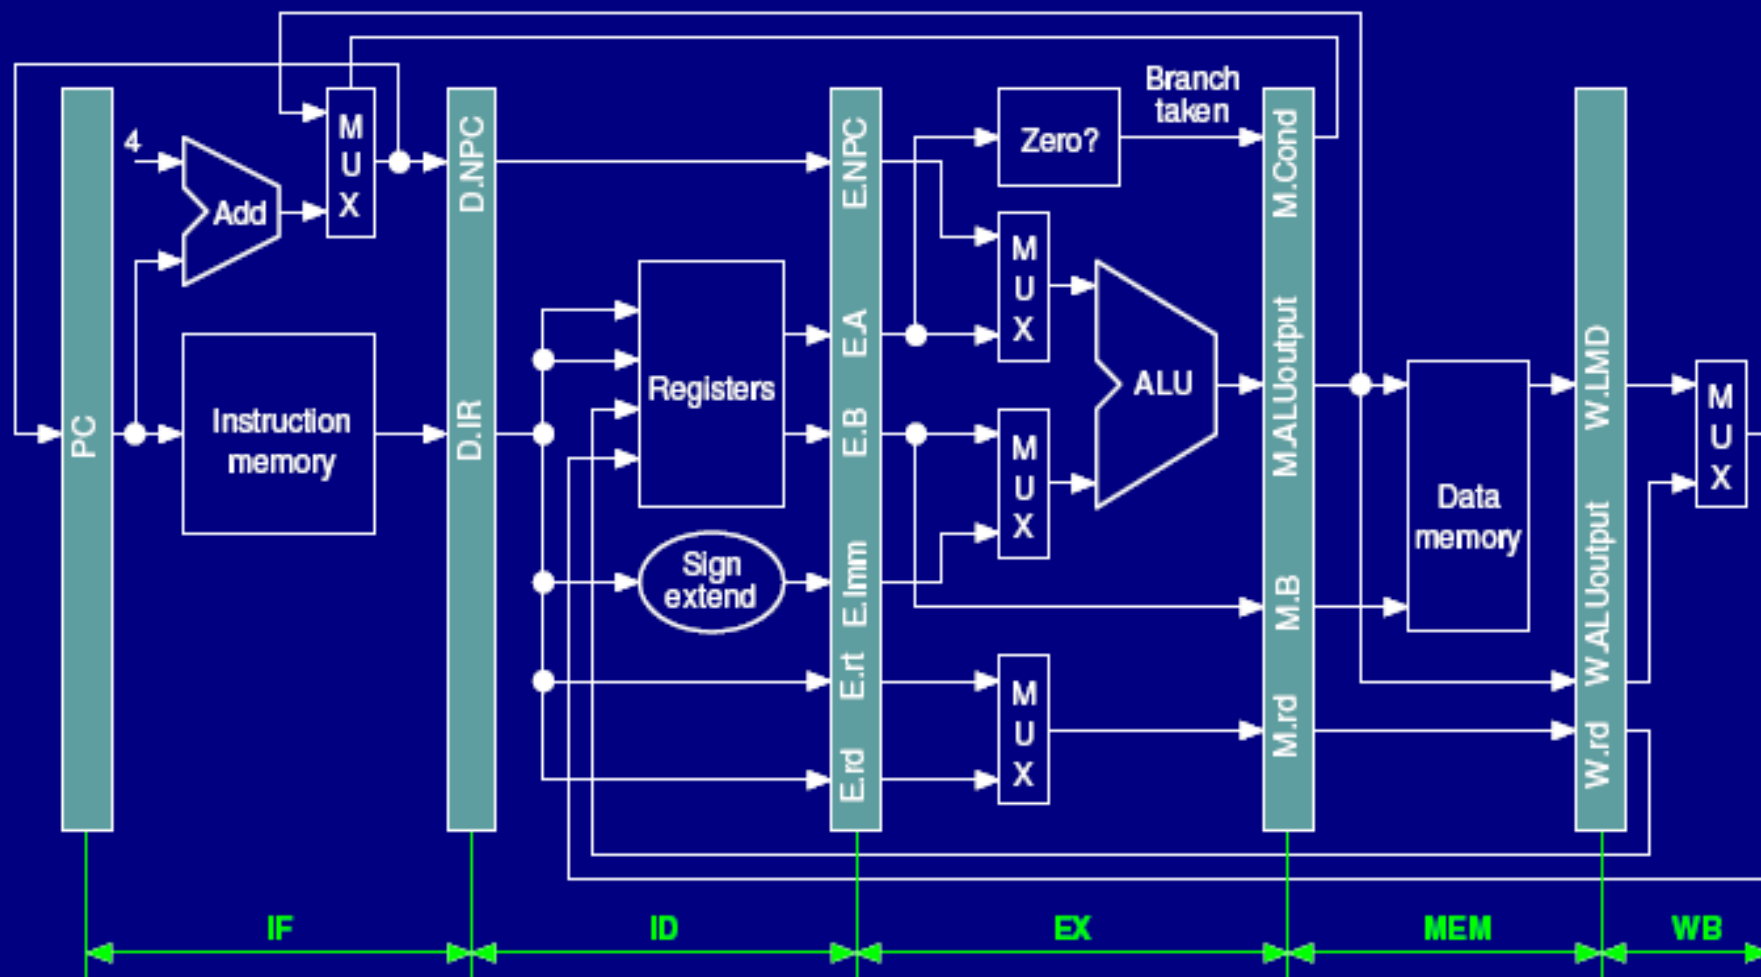 PC
4
Add
Instruction
memory
M
U
X
D.NPC
D.IR
Registers
Sign
extend
E.NPC
E.A
E.B
E.Imm
E.rt
E.rd
Zero?
Branch
taken
M
U
X
M
U
X
ALU
M
U
X
M.Cond
M.ALUoutput
M.B
M.rd
Data
memory
W.LMD
W.ALUoutput
W.rd
M
U
X
IF
ID
EX
MEM
WB